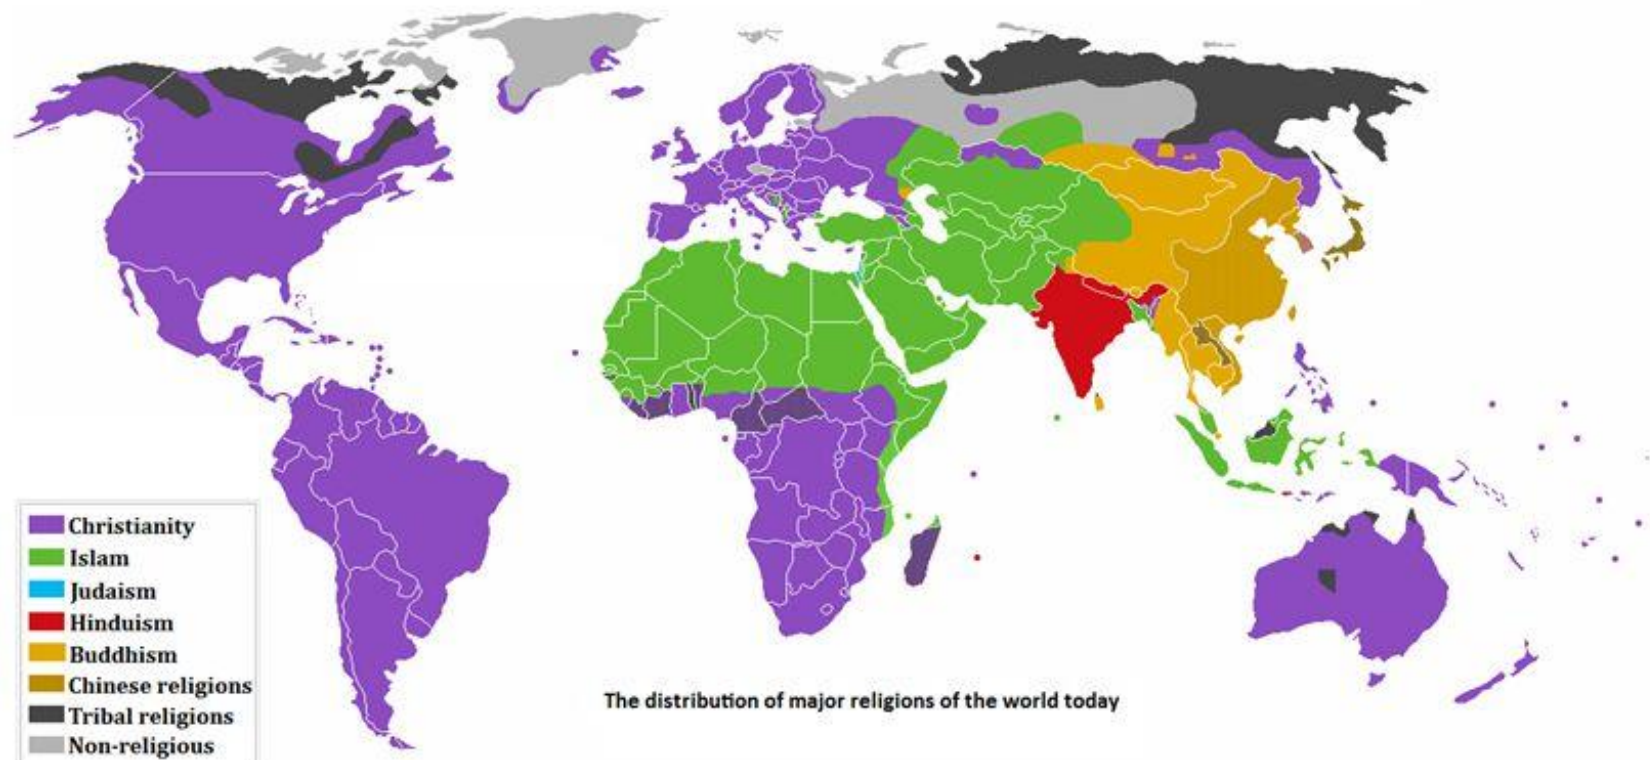 Christianity
Islam
Judaism
Hinduism
Buddhism
Chinese religions
Tribal religions
Non-religious
The distribution of major religions of the world today